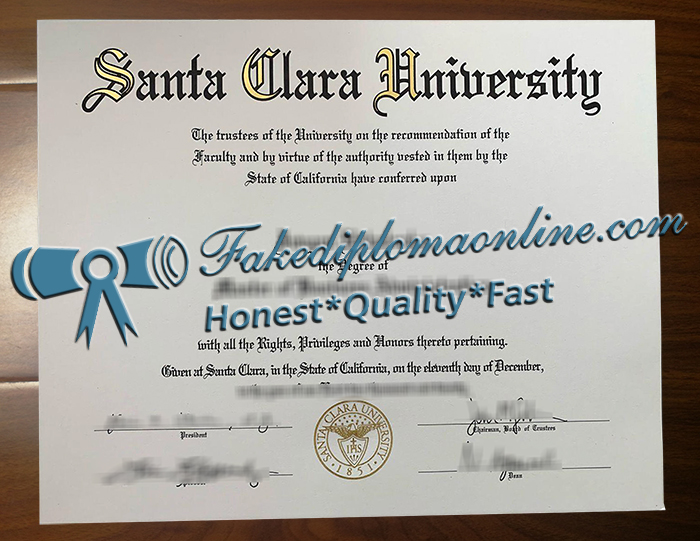 Santa Clara University
The trustees of the University on the recommendation of the
Faculty and by virtue of the authority vested in them by the
State of California have conferred upon
Fakediplomaonline.com
the Degree of
Honest*Quality*Fast
with all the Rights, Privileges and Honors thereto pertaining.
Given at Santa Clara, in the State of California, on the eleventh day of December,
President
Chairman, Board of Trustees
SANTA CLARA UNIVERSITY
IHS
1851
Dean